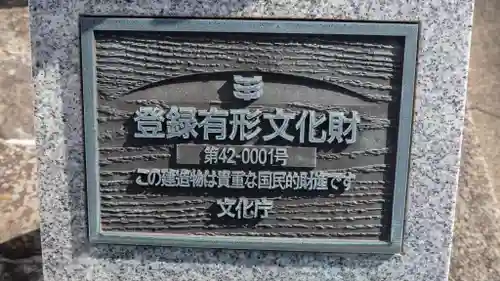 登録有形文化財
第42-0001号
この建造物は貴重な国民的財産です
文化庁